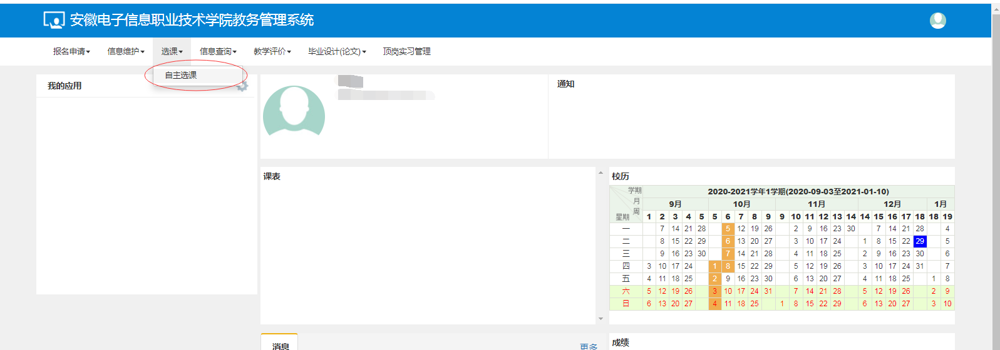 安徽电子信息职业技术学院教务管理系统
报名申请 信息维护 选课 信息查询 教学评价 毕业设计(论文) 顶岗实习管理
自主选课
我的应用
通知
课表
校历
学期 2020-2021学年1学期(2020-09-03至2021-01-10)
月 9月 10月 11月 12月 1月
周
星期 1 2 3 4 5 5 6 7 8 9 9 10 11 12 13 14 14 15 16 17 18 18 19
一 7 14 21 28 5 12 19 26 2 9 16 23 30 7 14 21 28 4
二 8 15 22 29 6 13 20 27 3 10 17 24 1 8 15 22 29 5
三 9 16 23 30 7 14 21 28 4 11 18 25 2 9 16 23 30 6
四 3 10 17 24 1 8 15 22 29 5 12 19 26 3 10 17 24 31 7
五 4 11 18 25 2 9 16 23 30 6 13 20 27 4 11 18 25 1 8
六 5 12 19 26 3 10 17 24 31 7 14 21 28 5 12 19 26 2 9
日 6 13 20 27 4 11 18 25 1 8 15 22 29 6 13 20 27 3 10
消息 更多
成绩